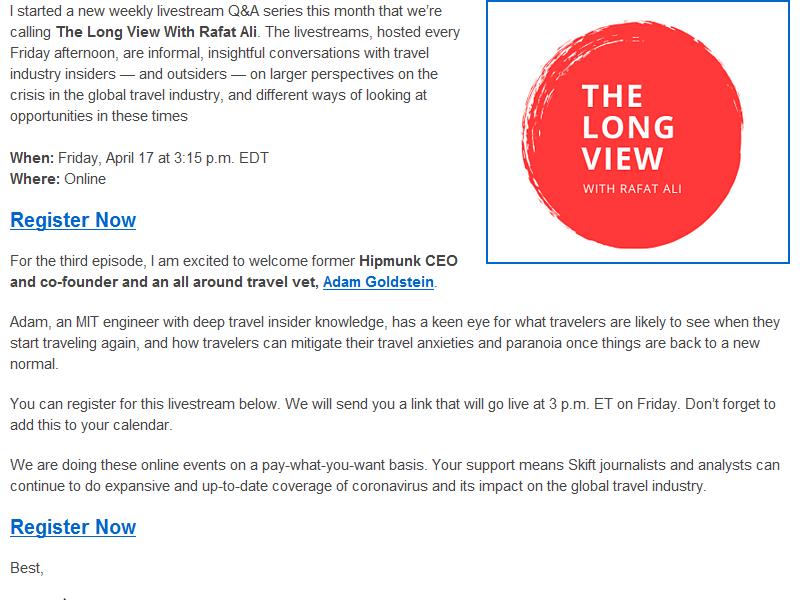 I started a new weekly livestream Q&A series this month that we're
calling The Long View With Rafat Ali. The livestreams, hosted every
Friday afternoon, are informal, insightful conversations with travel
industry insiders — and outsiders — on larger perspectives on the
crisis in the global travel industry, and different ways of looking at
opportunities in these times
THE
LONG
VIEW
WITH RAFAT ALI
When: Friday, April 17 at 3:15 p.m. EDT
Where: Online
Register Now
For the third episode, I am excited to welcome former Hipmunk CEO
and co-founder and an all around travel vet, Adam Goldstein.
Adam, an MIT engineer with deep travel insider knowledge, has a keen eye for what travelers are likely to see when they
start traveling again, and how travelers can mitigate their travel anxieties and paranoia once things are back to a new
normal.
You can register for this livestream below. We will send you a link that will go live at 3 p.m. ET on Friday. Don't forget to
add this to your calendar.
We are doing these online events on a pay-what-you-want basis. Your support means Skift journalists and analysts can
continue to do expansive and up-to-date coverage of coronavirus and its impact on the global travel industry.
Register Now
Best,